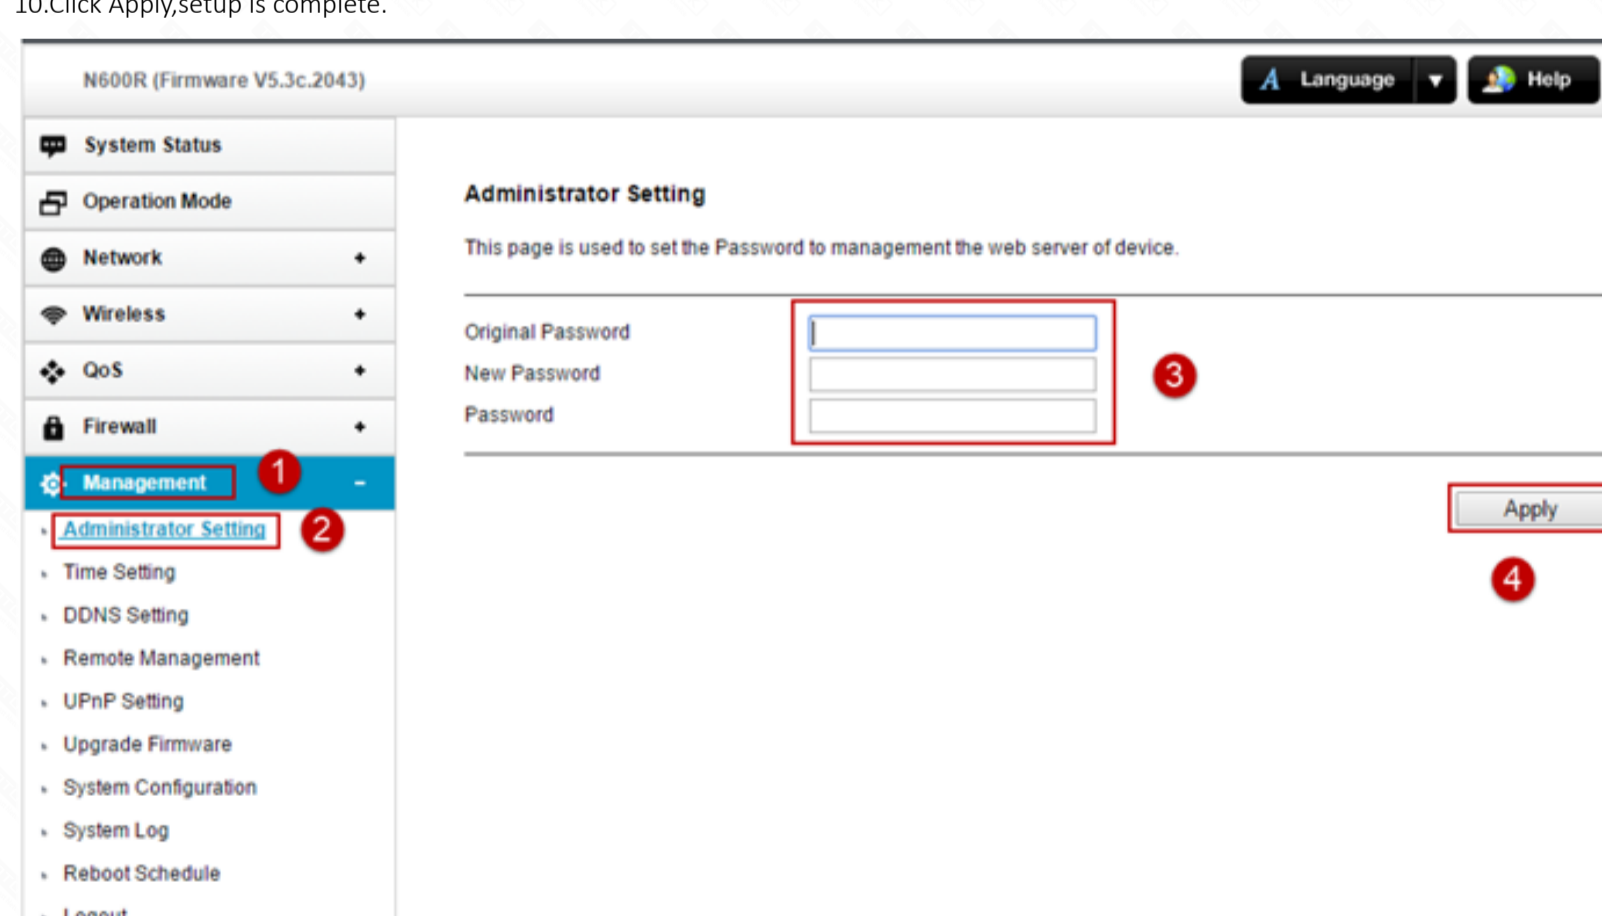 10.Click Apply,setup is complete.
N600R (Firmware V5.3c.2043)
A Language ▼ Help
System Status
Operation Mode
Network +
Wireless +
QoS +
Firewall +
Management -
1
Administrator Setting
2
Time Setting
DDNS Setting
Remote Management
UPnP Setting
Upgrade Firmware
System Configuration
System Log
Reboot Schedule
Logout
Administrator Setting
This page is used to set the Password to management the web server of device.
Original Password
New Password
Password
3
Apply
4